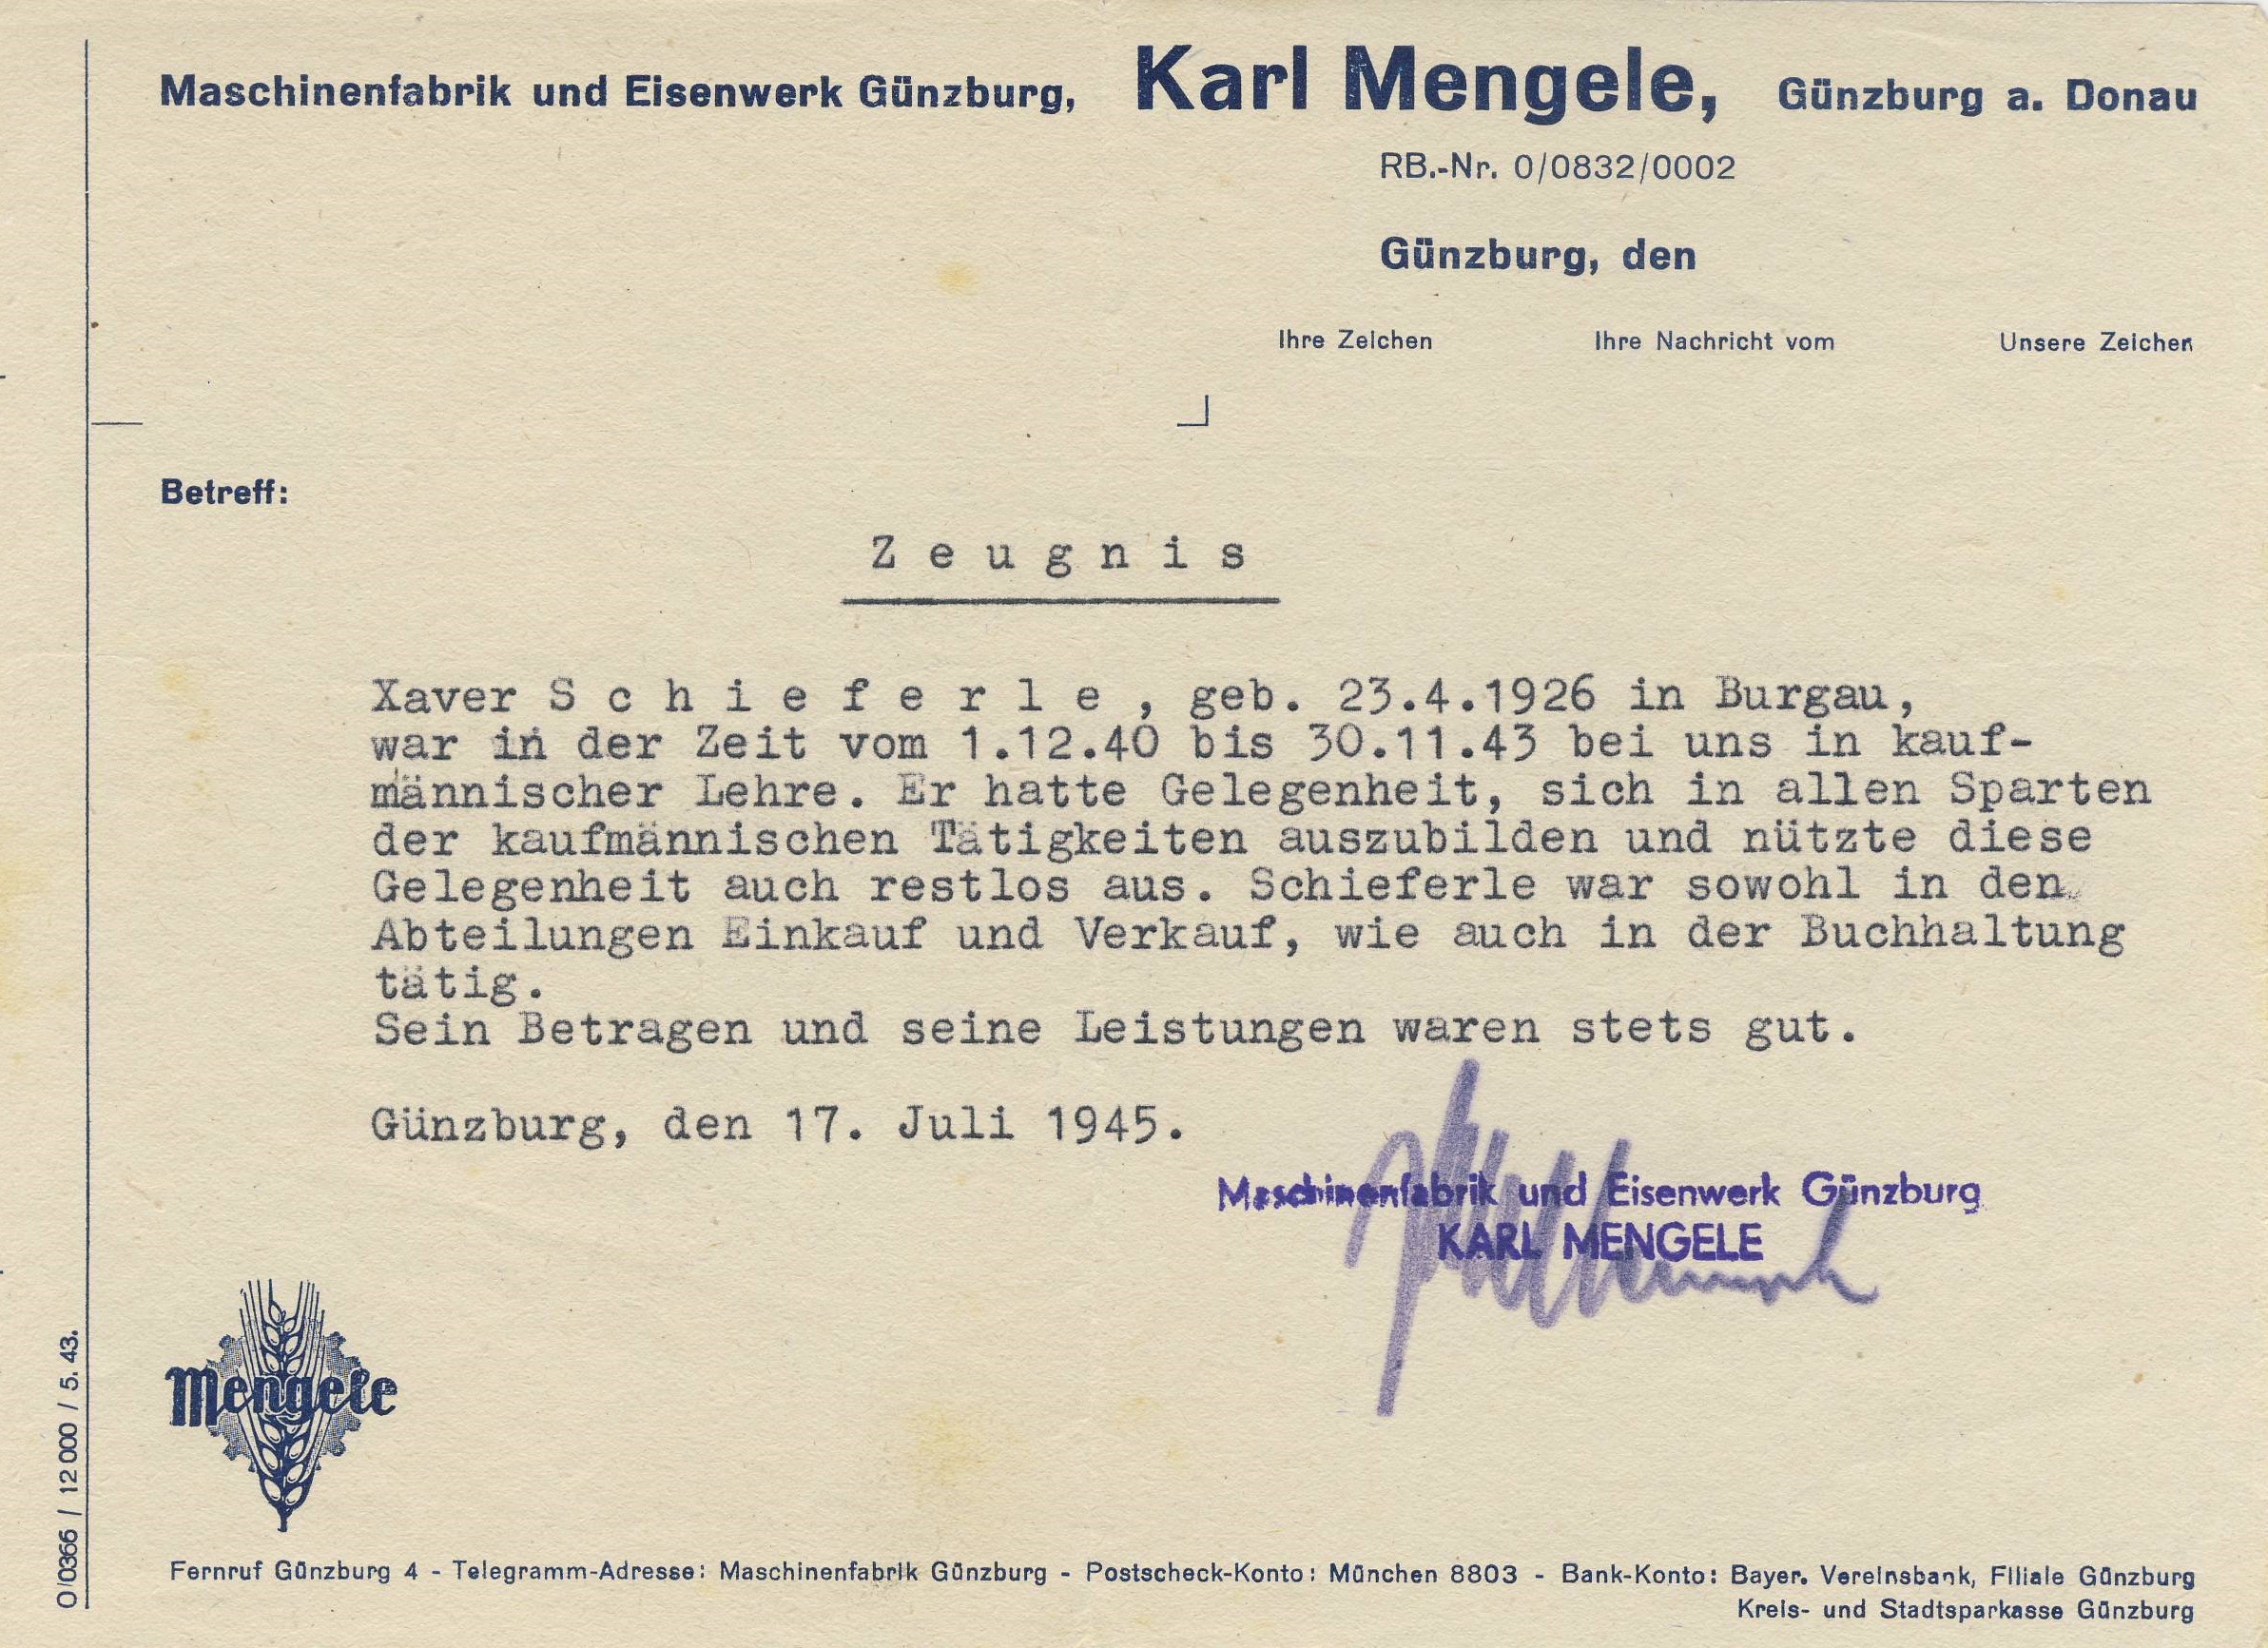 Maschinenfabrik und Eisenwerk Günzburg, Karl Mengele, Günzburg a. Donau
RB.-Nr. 0/0832/0002
Günzburg, den
Ihre Zeichen Ihre Nachricht vom Unsere Zeichen
Betreff:
Zeugnis
Xaver Schieferle, geb. 23.4.1926 in Burgau,
war in der Zeit vom 1.12.40 bis 30.11.43 bei uns in kauf-
männischer Lehre. Er hatte Gelegenheit, sich in allen Sparten
der kaufmännischen Tätigkeiten auszubilden und nützte diese
Gelegenheit auch restlos aus. Schieferle war sowohl in den
Abteilungen Einkauf und Verkauf, wie auch in der Buchhaltung
tätig.
Sein Betragen und seine Leistungen waren stets gut.
Günzburg, den 17. Juli 1945.
Maschinenfabrik und Eisenwerk Günzburg
KARL MENGELE
Mengele
O/0366 / 12 000 / 5. 43.
Fernruf Günzburg 4 - Telegramm-Adresse: Maschinenfabrik Günzburg - Postscheck-Konto: München 8803 - Bank-Konto: Bayer. Vereinsbank, Filiale Günzburg
Kreis- und Stadtsparkasse Günzburg